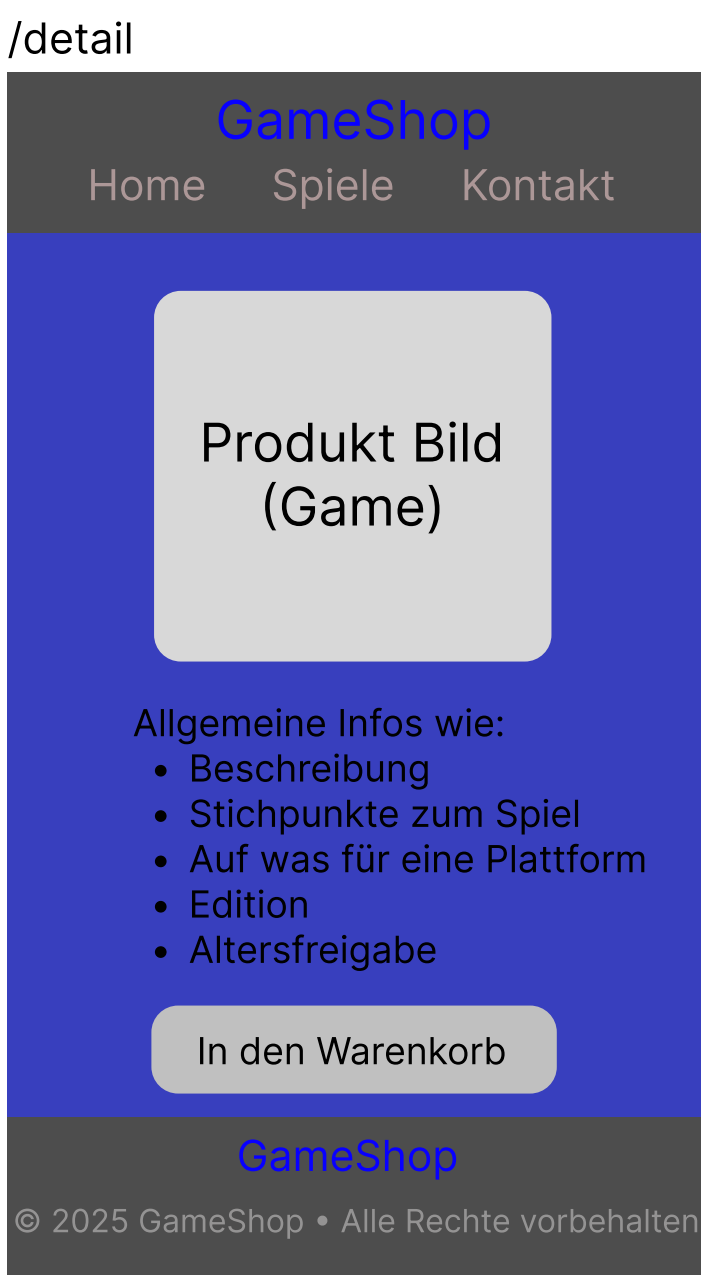 /detail
GameShop
Home Spiele Kontakt
Produkt Bild
(Game)
Allgemeine Infos wie:
• Beschreibung
• Stichpunkte zum Spiel
• Auf was für eine Plattform
• Edition
• Altersfreigabe
In den Warenkorb
GameShop
© 2025 GameShop • Alle Rechte vorbehalten